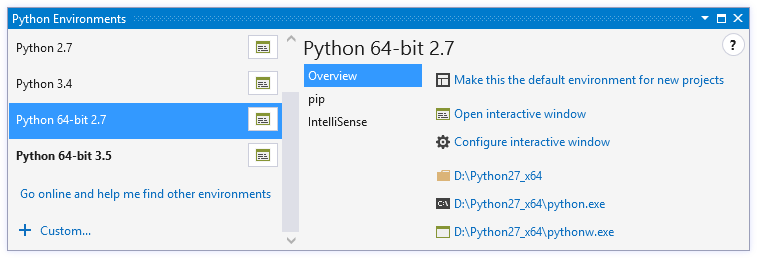 Python Environments
Python 2.7
Python 3.4
Python 64-bit 2.7
Python 64-bit 3.5
Go online and help me find other environments
Custom...
Python 64-bit 2.7
?
Overview
pip
IntelliSense
Make this the default environment for new projects
Open interactive window
Configure interactive window
D:\Python27_x64
C:\
D:\Python27_x64\python.exe
D:\Python27_x64\pythonw.exe